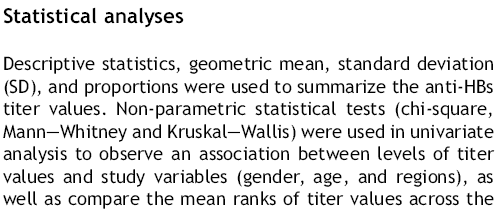 Statistical analyses
Descriptive statistics, geometric mean, standard deviation
(SD), and proportions were used to summarize the anti-HBs
titer values. Non-parametric statistical tests (chi-square,
Mann—Whitney and Kruskal—Wallis) were used in univariate
analysis to observe an association between levels of titer
values and study variables (gender, age, and regions), as
well as compare the mean ranks of titer values across the